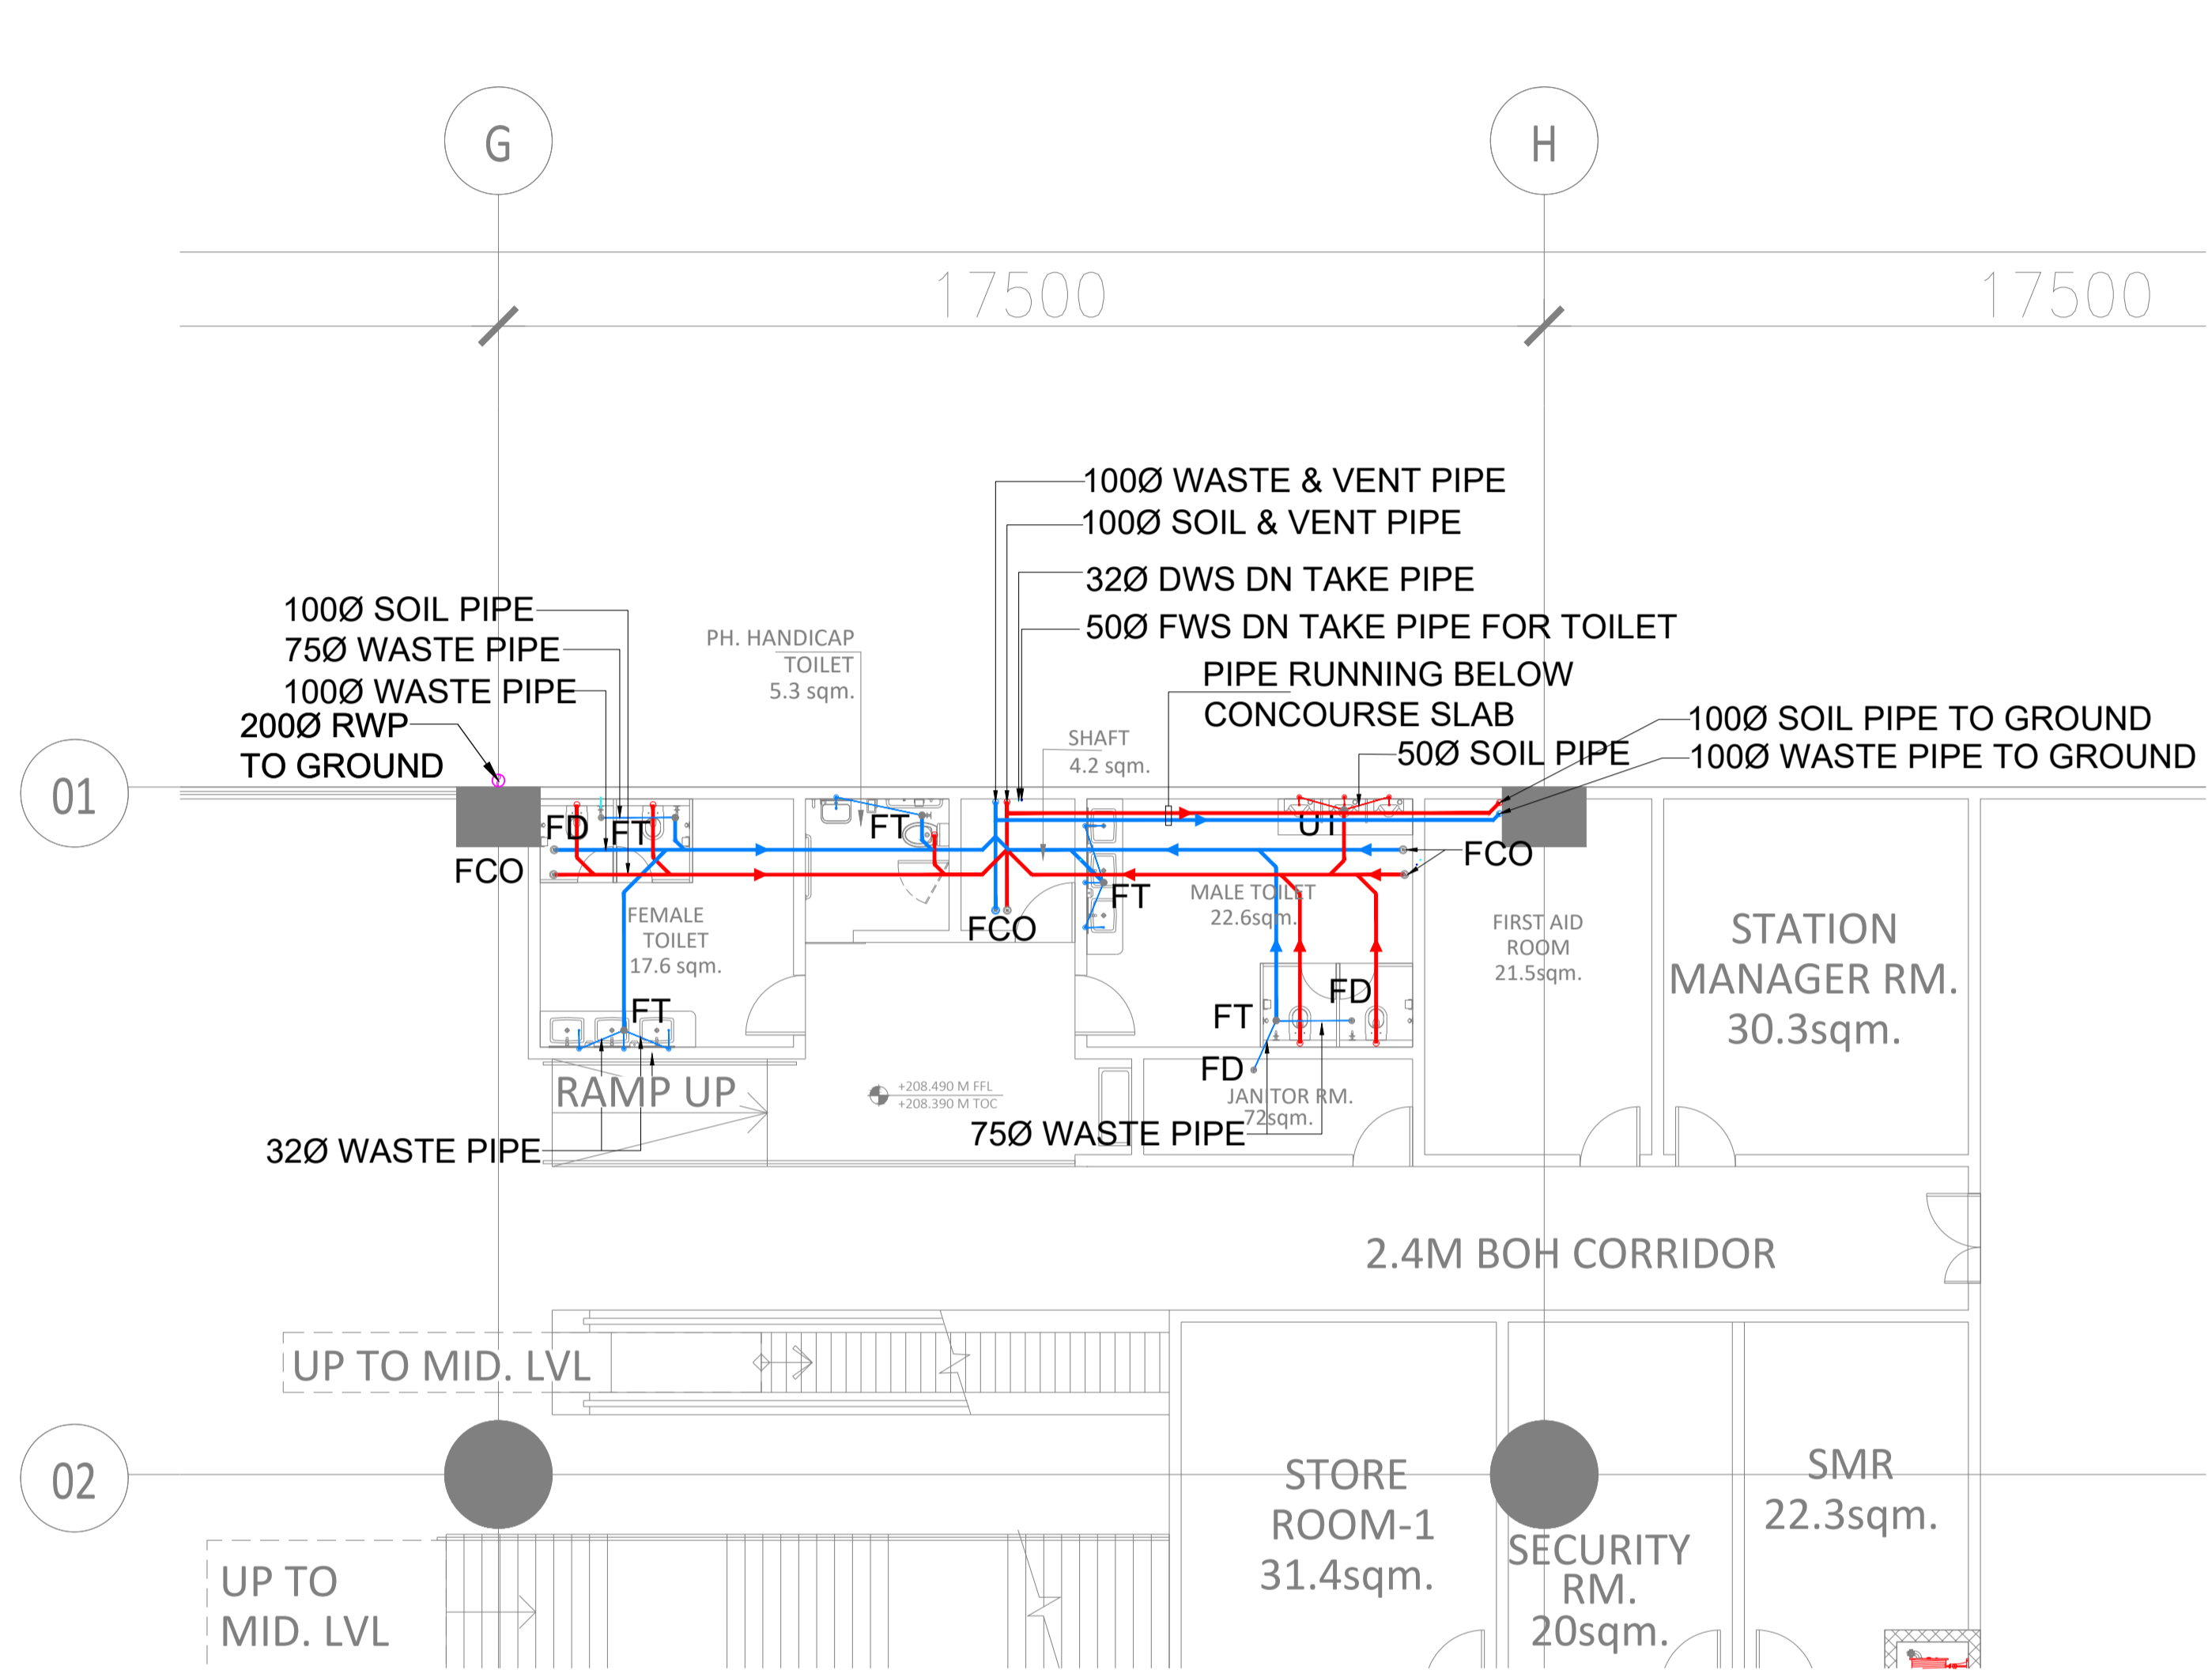 G
H
17500
17500
100Ø WASTE & VENT PIPE
100Ø SOIL & VENT PIPE
32Ø DWS DN TAKE PIPE
50Ø FWS DN TAKE PIPE FOR TOILET
100Ø SOIL PIPE
75Ø WASTE PIPE
100Ø WASTE PIPE
200Ø RWP
TO GROUND
PH. HANDICAP
TOILET
5.3 sqm.
PIPE RUNNING BELOW
CONCOURSE SLAB
SHAFT
4.2 sqm.
50Ø SOIL PIPE
100Ø SOIL PIPE TO GROUND
100Ø WASTE PIPE TO GROUND
01
FD
FT
FT
UT
FCO
FCO
FT
FCO
FEMALE
TOILET
17.6 sqm.
MALE TOILET
22.6sqm.
FIRST AID
ROOM
21.5sqm.
STATION
MANAGER RM.
30.3sqm.
FT
FT
FD
FD
RAMP UP
+208.490 M FFL
+208.390 M TOC
JANITOR RM.
72sqm.
32Ø WASTE PIPE
75Ø WASTE PIPE
2.4M BOH CORRIDOR
UP TO MID. LVL
02
STORE
ROOM-1
31.4sqm.
SECURITY
RM.
20sqm.
SMR
22.3sqm.
UP TO
MID. LVL